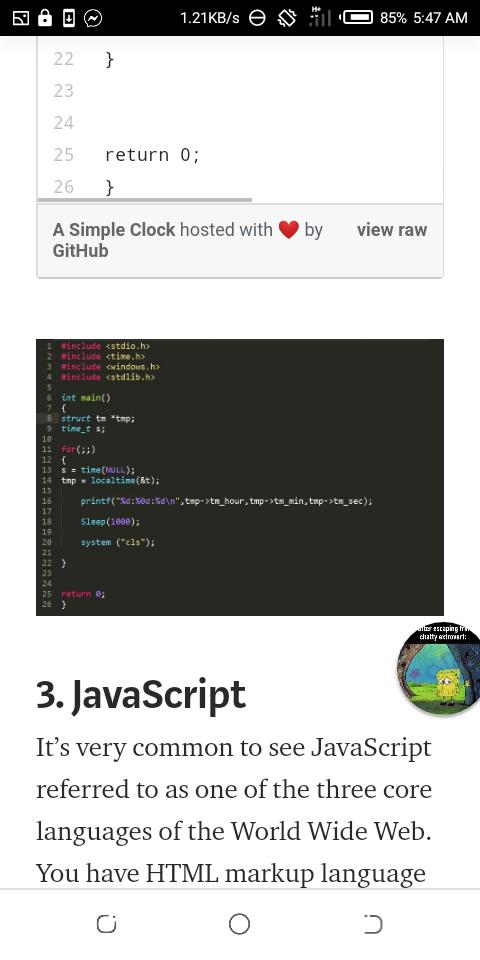 1.21KB/s H+ 85% 5:47 AM
22 }
23
24
25 return 0;
26 }
A Simple Clock hosted with ❤ by view raw
GitHub
1 #include <stdio.h>
2 #include <time.h>
3 #include <windows.h>
4 #include <stdlib.h>
5
6 int main()
7 {
8 struct tm *tmp;
9 time_t s;
10
11 for(;;)
12 {
13 s = time(NULL);
14 tmp = localtime(&t);
15
16 printf("%d:%0d:%d\n",tmp->tm_hour,tmp->tm_min,tmp->tm_sec);
17
18 Sleep(1000);
19
20 system ("cls");
21
22 }
23
24
25 return 0;
26 }
escaping
chatty extrovert:
3. JavaScript
It’s very common to see JavaScript
referred to as one of the three core
languages of the World Wide Web.
You have HTML markup language